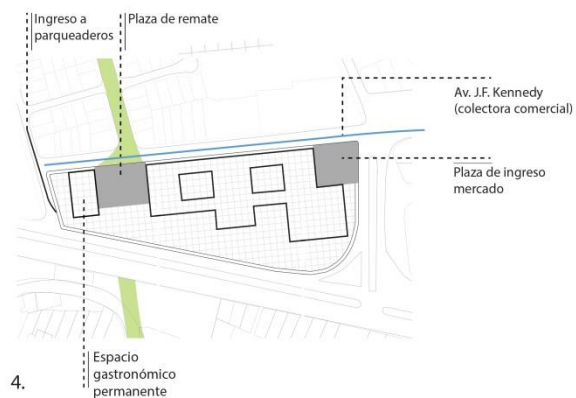 Ingreso a
parqueaderos
Plaza de remate
Av. J.F. Kennedy
(colectora comercial)
Plaza de ingreso
mercado
Espacio
gastronómico
permanente
4.